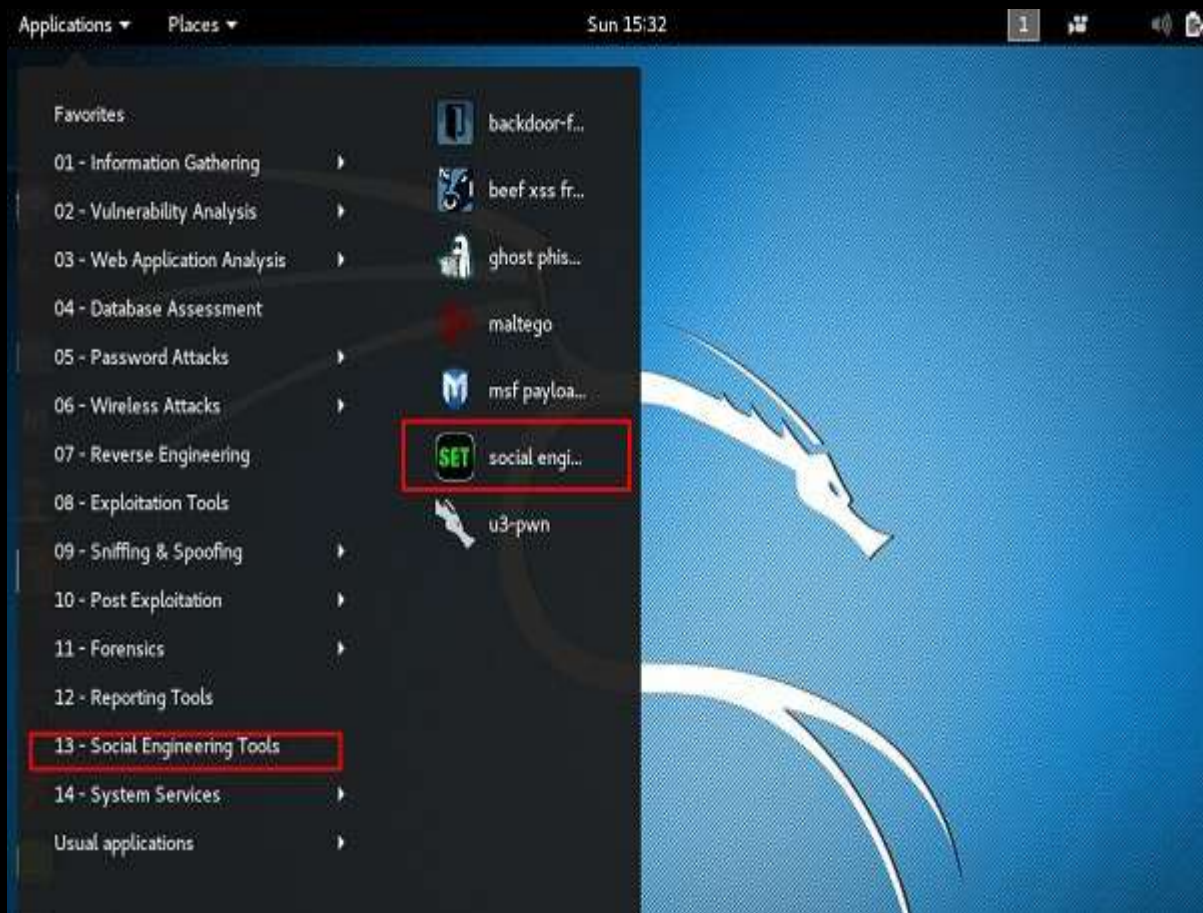 Applications Places Sun 15:32 1
Favorites
01 - Information Gathering
02 - Vulnerability Analysis
03 - Web Application Analysis
04 - Database Assessment
05 - Password Attacks
06 - Wireless Attacks
07 - Reverse Engineering
08 - Exploitation Tools
09 - Sniffing & Spoofing
10 - Post Exploitation
11 - Forensics
12 - Reporting Tools
13 - Social Engineering Tools
14 - System Services
Usual applications
backdoor-f...
beef xss fr...
ghost phis...
maltego
msf payloa...
SET social engi...
u3-pwn